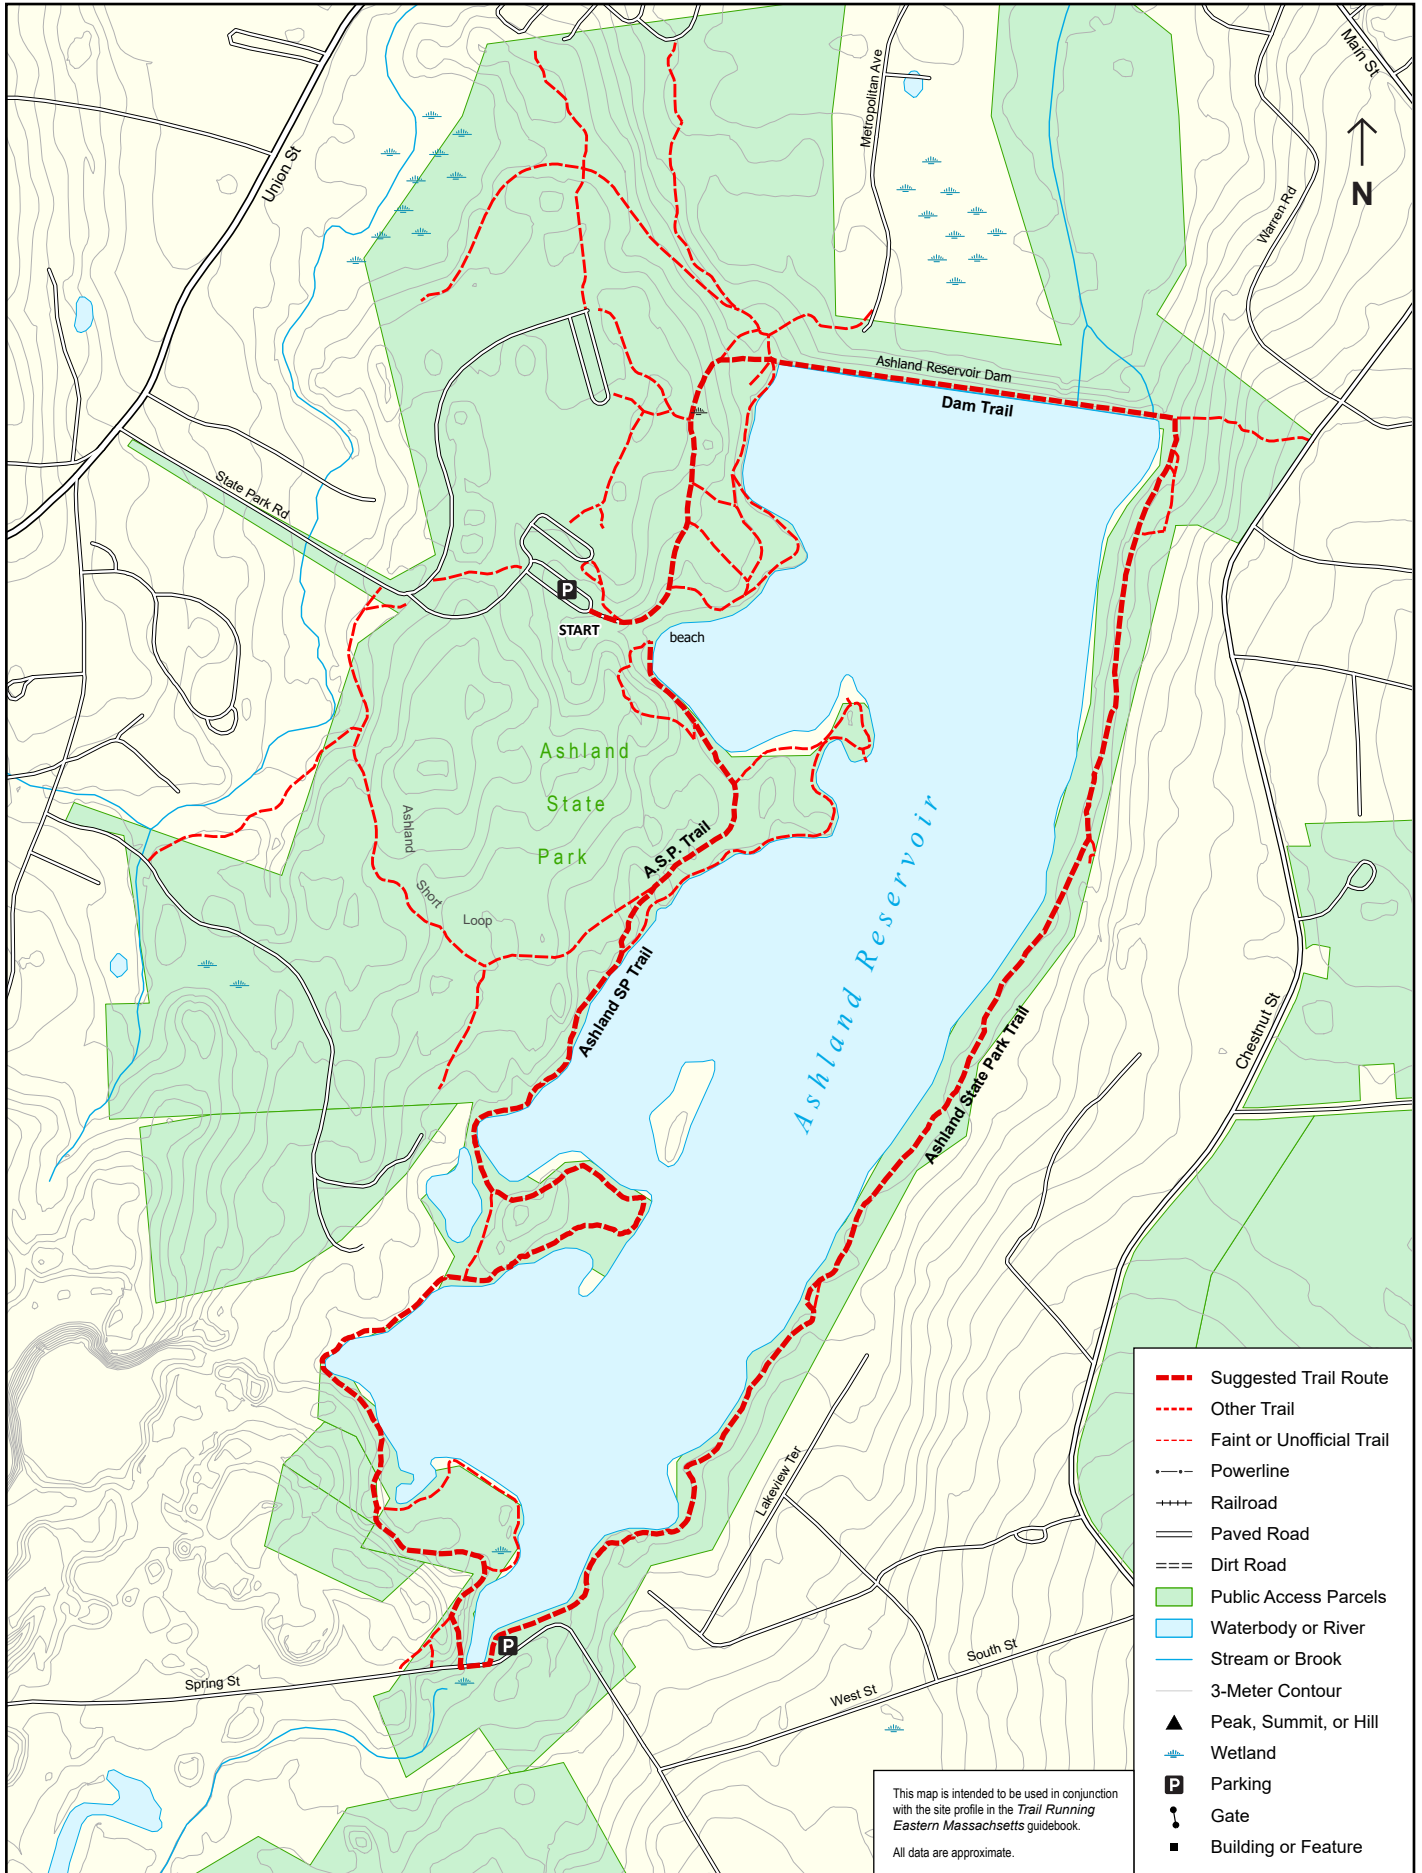 Main St
Metropolitan Ave
Union St
N
Warren Rd
Ashland Reservoir Dam
Dam Trail
State Park Rd
P
START
beach
Ashland
State
Park
Ashland
Short
Loop
A.S.P. Trail
Ashland SP Trail
Ashland Reservoir
Ashland State Park Trail
Chestnut St
Lakeview Ter
P
Spring St
South St
West St
Suggested Trail Route
Other Trail
Faint or Unofficial Trail
Powerline
Railroad
Paved Road
Dirt Road
Public Access Parcels
Waterbody or River
Stream or Brook
3-Meter Contour
Peak, Summit, or Hill
Wetland
P Parking
Gate
Building or Feature
This map is intended to be used in conjunction
with the site profile in the Trail Running
Eastern Massachsetts guidebook.
All data are approximate.